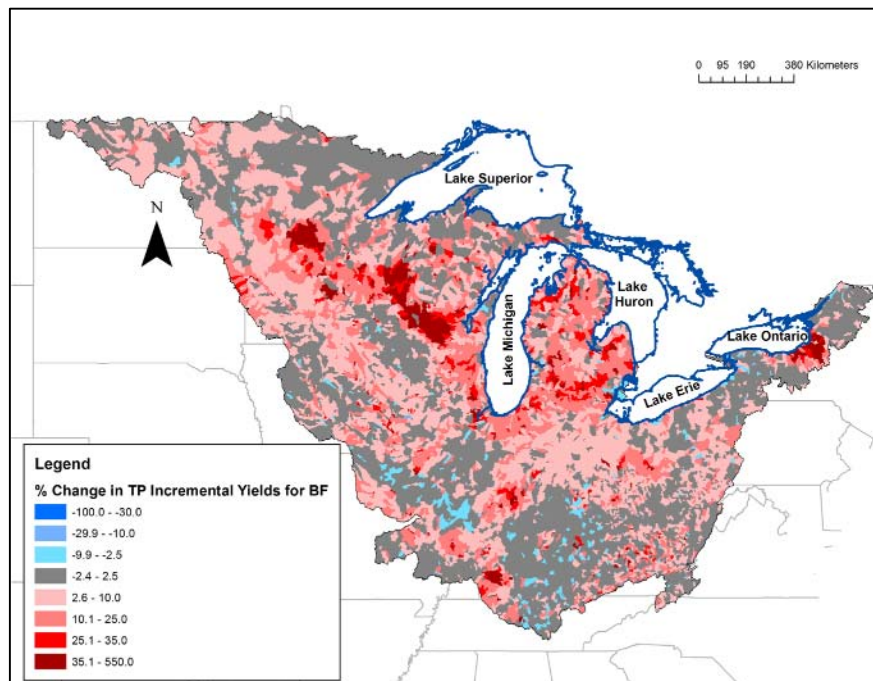 0 95 190 380 Kilometers
Lake Superior
N
Lake Michigan
Lake
Huron
Lake Ontario
Lake Erie
Legend
% Change in TP Incremental Yields for BF
-100.0 - -30.0
-29.9 - -10.0
-9.9 - -2.5
-2.4 - 2.5
2.6 - 10.0
10.1 - 25.0
25.1 - 35.0
35.1 - 550.0